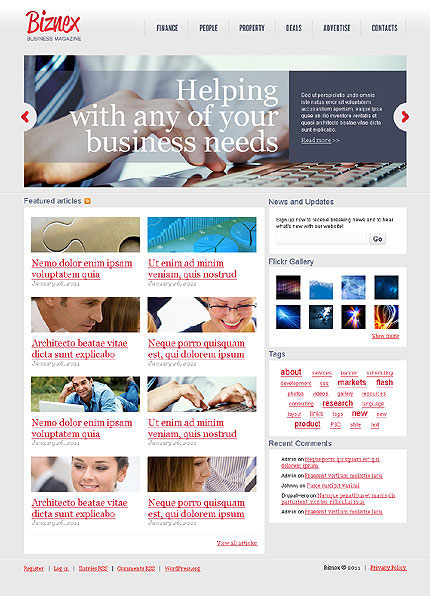 Biznex
BUSINESS MAGAZINE
FINANCE
PEOPLE
PROPERTY
DEALS
ADVERTISE
CONTACTS
Helping
with any of your
business needs
Sed ut perspiciatis unde omnis
iste natus error sit voluptatem
accusantium aperiam, eaque ipsa
quae ab illo inventore veritatis et
quasi architecto beatae vitae dicta
sunt explicabo.
Read more >>
Featured articles
Nemo dolor enim ipsam
voluptatem quia
January 26, 2011
Ut enim ad minim
veniam, quis nostrud
January 26, 2011
Architecto beatae vitae
dicta sunt explicabo
January 26, 2011
Neque porro quisquam
est, qui dolorem ipsum
January 26, 2011
Nemo dolor enim ipsam
voluptatem quia
January 26, 2011
Ut enim ad minim
veniam, quis nostrud
January 26, 2011
Architecto beatae vitae
dicta sunt explicabo
January 26, 2011
Neque porro quisquam
est, qui dolorem ipsum
January 26, 2011
View all articles
News and Updates
Sign up now to receive breaking news and to hear
what's new with our website!
Go
Flickr Gallery
View more
Tags
about services banner scheduling
development css markets flash
photos videos gallery resources
consulting research language
layout links logo new new
product PSD style text
Recent Comments
Admin on Neque porro quisquam est qui
dolorem ipsum
Admin on Praesent vestium molestie lacu
Johnny on Fusce suscipit varius
DrupalHero on Natoque penatibus et magnis dis
parturient montes ridiculus mus
Admin on Praesent vestium molestie lacu
Register | Log in | Entries RSS | Comments RSS | WordPress.org
Biznex © 2011 | Privacy Policy